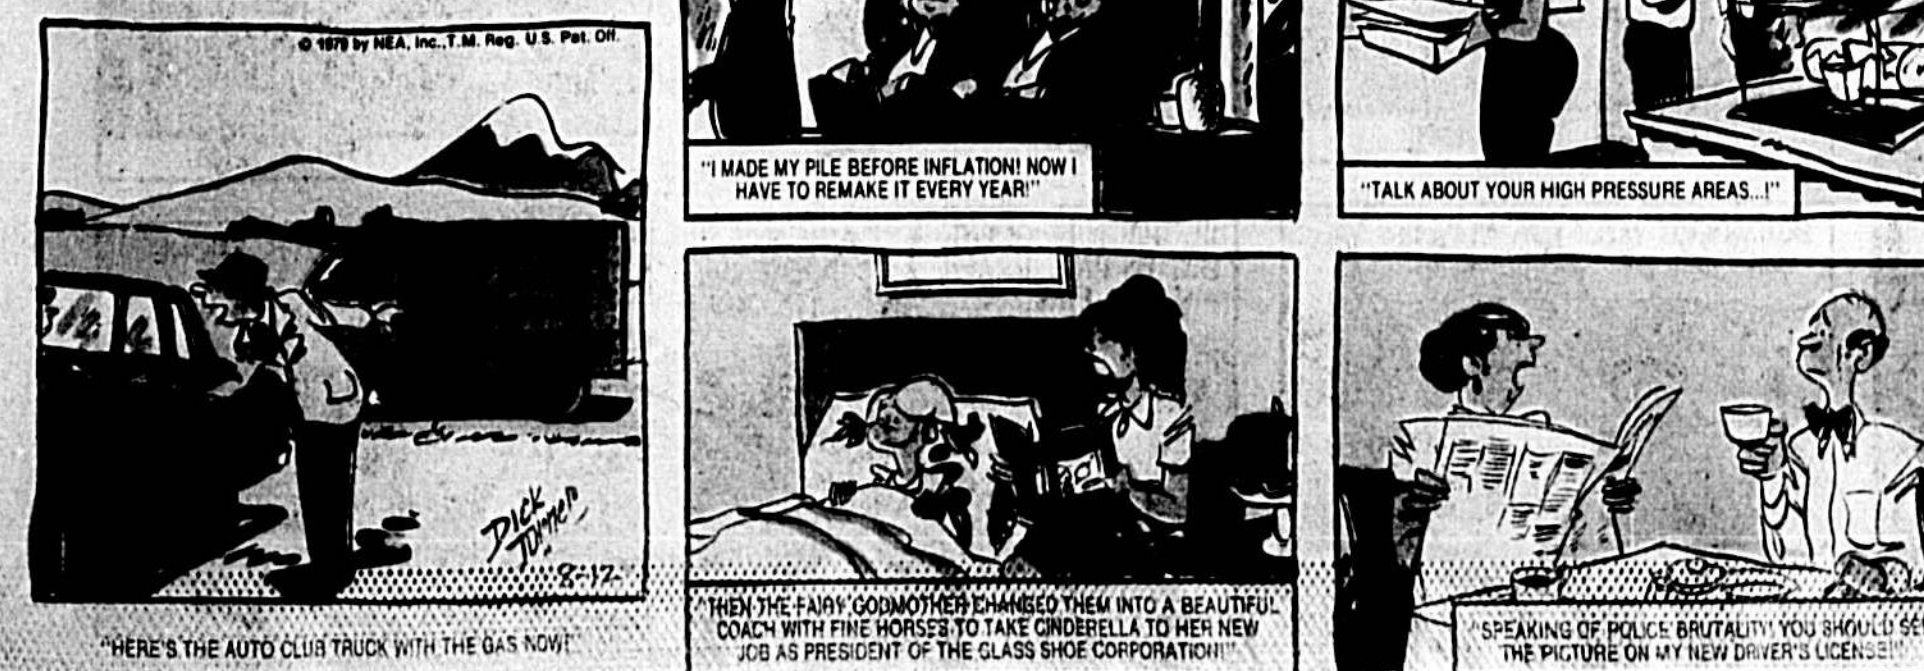 © 1979 by NEA, Inc., T.M. Reg. U.S. Pat. Off.
DICK
TURNER
8-12-
"HERE'S THE AUTO CLUB TRUCK WITH THE GAS NOW!"
"I MADE MY PILE BEFORE INFLATION! NOW I
HAVE TO REMAKE IT EVERY YEAR!"
"TALK ABOUT YOUR HIGH PRESSURE AREAS...!"
"THEN THE FAIRY GODMOTHER CHANGED THEM INTO A BEAUTIFUL
COACH WITH FINE HORSES TO TAKE CINDERELLA TO HER NEW
JOB AS PRESIDENT OF THE GLASS SHOE CORPORATION!"
"SPEAKING OF POLICE BRUTALITY! YOU SHOULD SE
THE PICTURE ON MY NEW DRIVER'S LICENSE!"